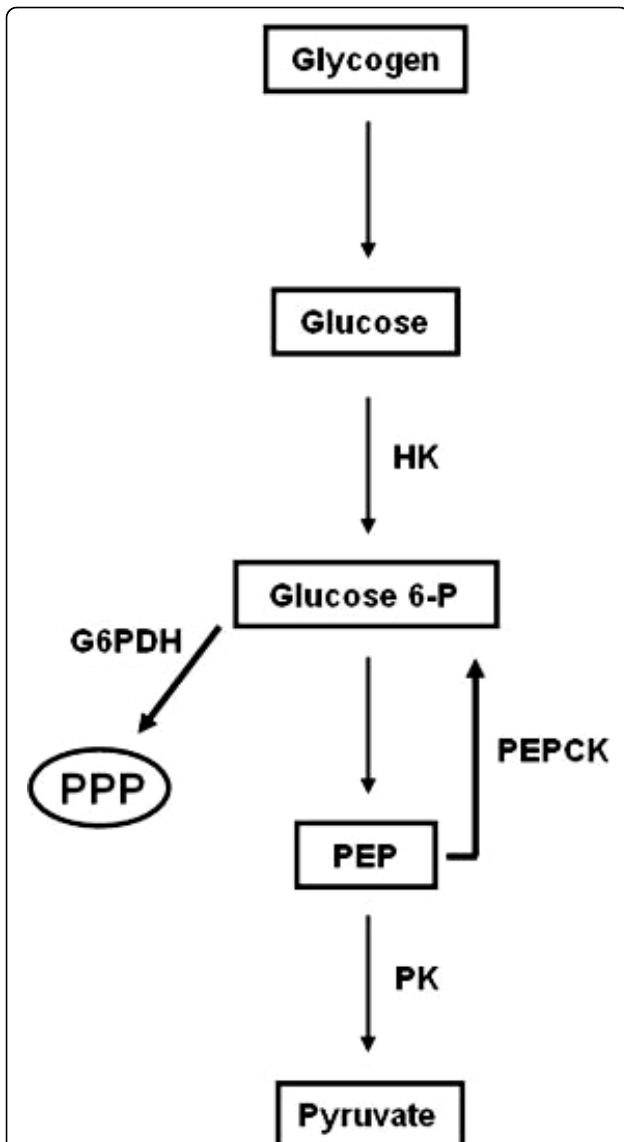 Glycogen
Glucose
HK
Glucose 6-P
G6PDH
PPP
PEPCK
PEP
PK
Pyruvate